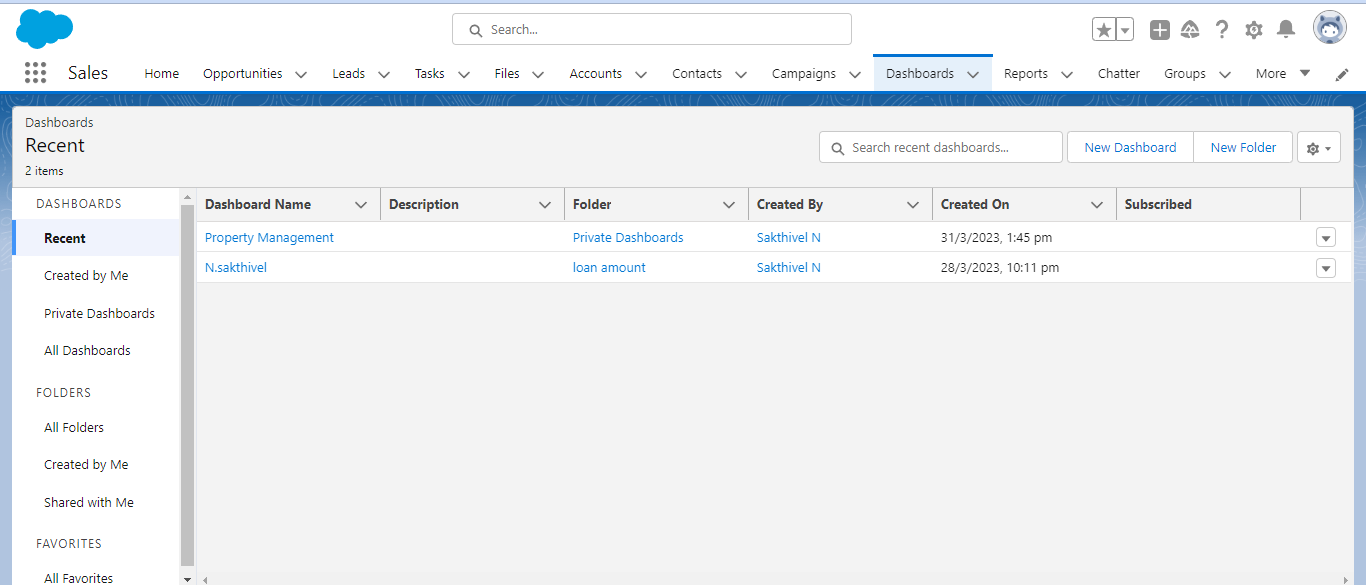 Search...
Sales Home Opportunities Leads Tasks Files Accounts Contacts Campaigns Dashboards Reports Chatter Groups More
Dashboards
Recent
2 items
Search recent dashboards...
New Dashboard
New Folder
DASHBOARDS
Recent
Created by Me
Private Dashboards
All Dashboards
FOLDERS
All Folders
Created by Me
Shared with Me
FAVORITES
All Favorites
Dashboard Name Description Folder Created By Created On Subscribed
Property Management Private Dashboards Sakthivel N 31/3/2023, 1:45 pm
N.sakthivel loan amount Sakthivel N 28/3/2023, 10:11 pm